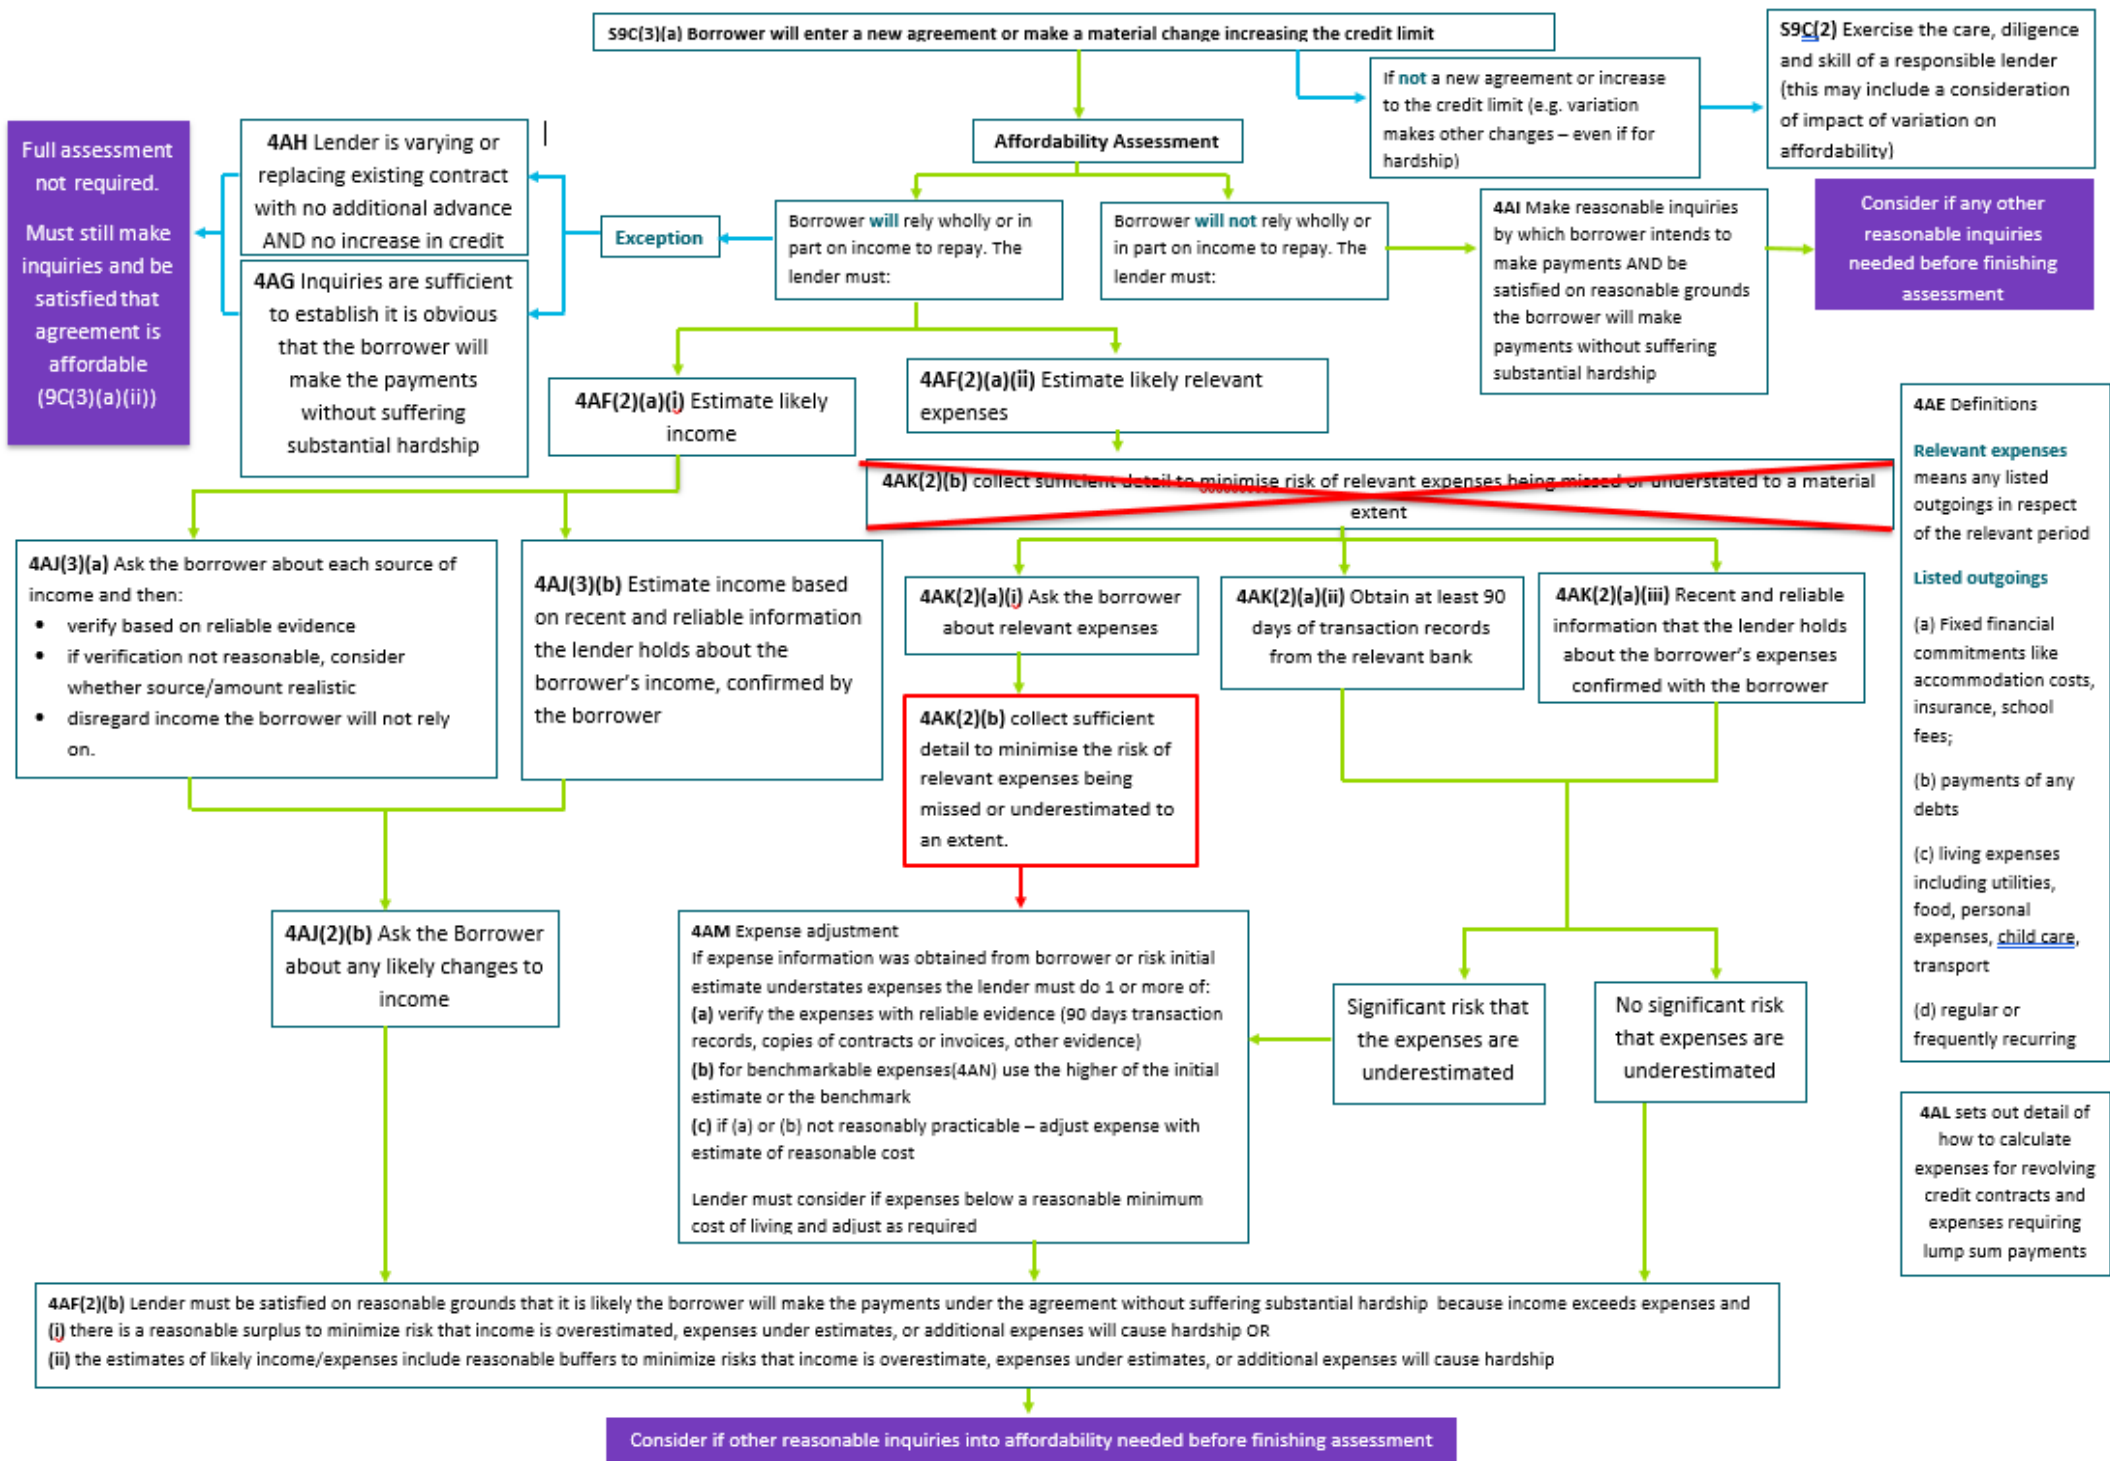 S9C(3)(a) Borrower will enter a new agreement or make a material change increasing the credit limit
If not a new agreement or increase
to the credit limit (e.g. variation
makes other changes – even if for
hardship)
S9C(2) Exercise the care, diligence
and skill of a responsible lender
(this may include a consideration
of impact of variation on
affordability)
Affordability Assessment
Full assessment
not required.
Must still make
inquiries and be
satisfied that
agreement is
affordable
(9C(3)(a)(ii))
4AH Lender is varying or
replacing existing contract
with no additional advance
AND no increase in credit
4AG Inquiries are sufficient
to establish it is obvious
that the borrower will
make the payments
without suffering
substantial hardship
Exception
Borrower will rely wholly or in
part on income to repay. The
lender must:
Borrower will not rely wholly or
in part on income to repay. The
lender must:
4AI Make reasonable inquiries
by which borrower intends to
make payments AND be
satisfied on reasonable grounds
the borrower will make
payments without suffering
substantial hardship
Consider if any other
reasonable inquiries
needed before finishing
assessment
4AF(2)(a)(i) Estimate likely
income
4AF(2)(a)(ii) Estimate likely relevant
expenses
4AK(2)(b) collect sufficient detail to minimise risk of relevant expenses being missed or understated to a material
extent
4AJ(3)(a) Ask the borrower about each source of
income and then:
• verify based on reliable evidence
• if verification not reasonable, consider
whether source/amount realistic
• disregard income the borrower will not rely
on.
4AJ(3)(b) Estimate income based
on recent and reliable information
the lender holds about the
borrower's income, confirmed by
the borrower
4AK(2)(a)(i) Ask the borrower
about relevant expenses
4AK(2)(a)(ii) Obtain at least 90
days of transaction records
from the relevant bank
4AK(2)(a)(iii) Recent and reliable
information that the lender holds
about the borrower's expenses
confirmed with the borrower
4AK(2)(b) collect sufficient
detail to minimise the risk of
relevant expenses being
missed or underestimated to
an extent.
4AJ(2)(b) Ask the Borrower
about any likely changes to
income
4AM Expense adjustment
If expense information was obtained from borrower or risk initial
estimate understates expenses the lender must do 1 or more of:
(a) verify the expenses with reliable evidence (90 days transaction
records, copies of contracts or invoices, other evidence)
(b) for benchmarkable expenses(4AN) use the higher of the initial
estimate or the benchmark
(c) if (a) or (b) not reasonably practicable – adjust expense with
estimate of reasonable cost
Lender must consider if expenses below a reasonable minimum
cost of living and adjust as required
Significant risk that
the expenses are
underestimated
No significant risk
that expenses are
underestimated
4AE Definitions
Relevant expenses
means any listed
outgoings in respect
of the relevant period
Listed outgoings
(a) Fixed financial
commitments like
accommodation costs,
insurance, school
fees;
(b) payments of any
debts
(c) living expenses
including utilities,
food, personal
expenses, child care,
transport
(d) regular or
frequently recurring
4AL sets out detail of
how to calculate
expenses for revolving
credit contracts and
expenses requiring
lump sum payments
4AF(2)(b) Lender must be satisfied on reasonable grounds that it is likely the borrower will make the payments under the agreement without suffering substantial hardship because income exceeds expenses and
(i) there is a reasonable surplus to minimize risk that income is overestimated, expenses under estimates, or additional expenses will cause hardship OR
(ii) the estimates of likely income/expenses include reasonable buffers to minimize risks that income is overestimate, expenses under estimates, or additional expenses will cause hardship
Consider if other reasonable inquiries into affordability needed before finishing assessment